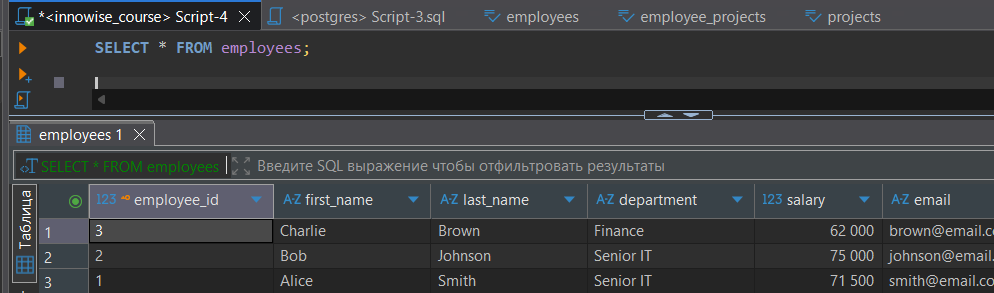 *<innowise_course> Script-4 <postgres> Script-3.sql employees employee_projects projects
SELECT * FROM employees;
employees 1
SELECT * FROM employees Введите SQL выражение чтобы отфильтровать результаты
Таблица
123 employee_id A-Z first_name A-Z last_name A-Z department 123 salary A-Z email
1 3 Charlie Brown Finance 62 000 brown@email.co
2 2 Bob Johnson Senior IT 75 000 johnson@email.co
3 1 Alice Smith Senior IT 71 500 smith@email.co